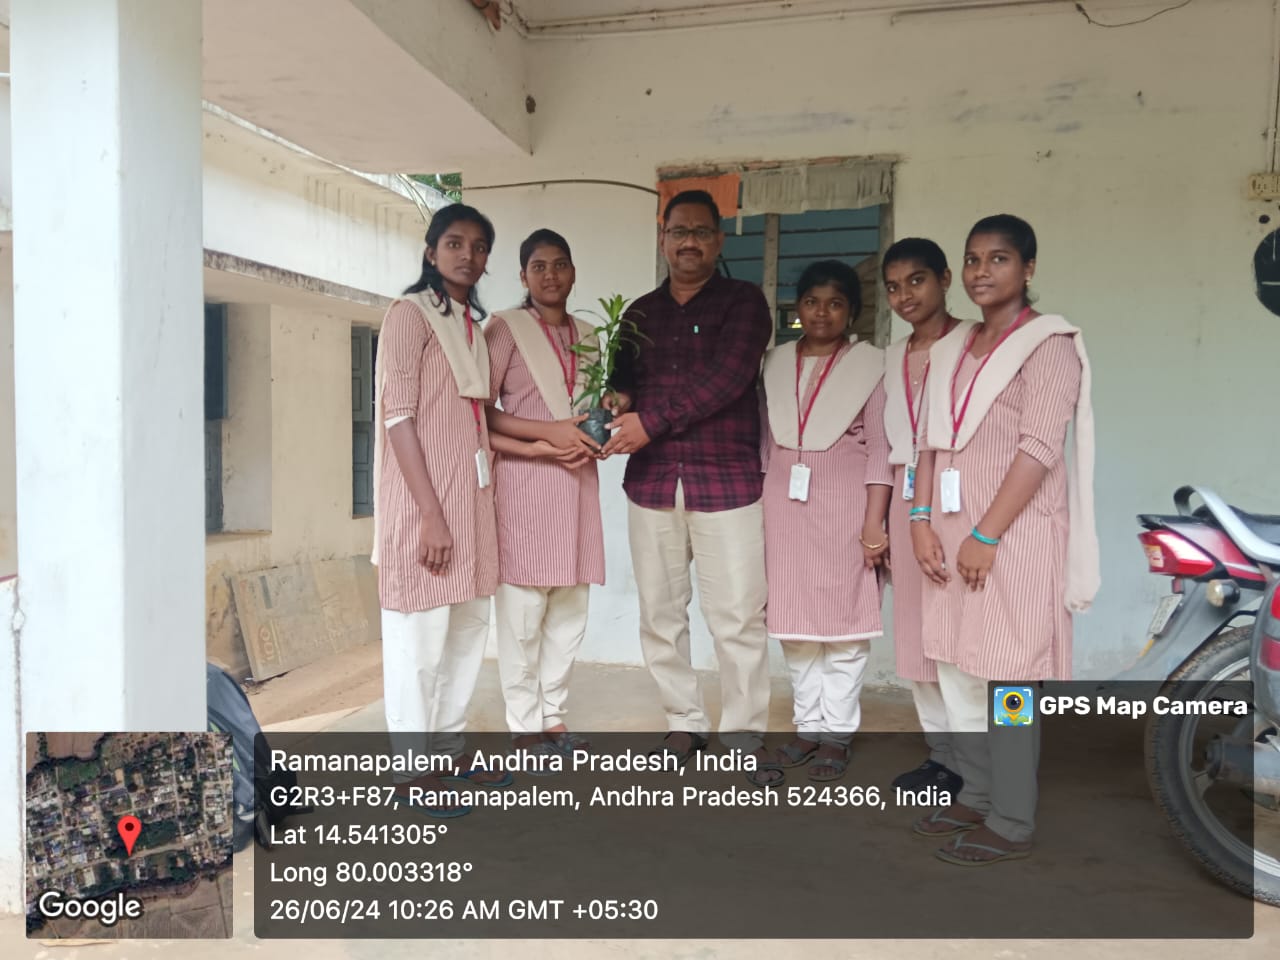 GPS Map Camera
Ramanapalem, Andhra Pradesh, India
G2R3+F87, Ramanapalem, Andhra Pradesh 524366, India
Lat 14.541305°
Long 80.003318°
26/06/24 10:26 AM GMT +05:30
Google